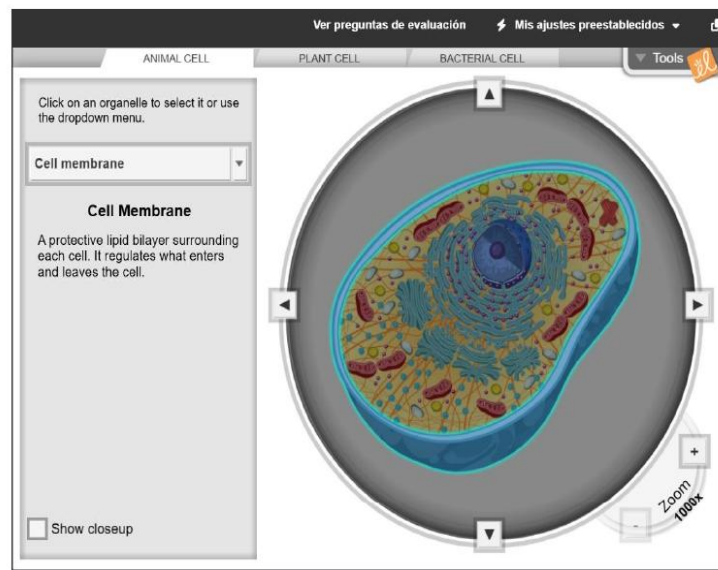 Ver preguntas de evaluación
Mis ajustes preestablecidos
ANIMAL CELL
PLANT CELL
BACTERIAL CELL
Tools
Click on an organelle to select it or use
the dropdown menu.
Cell membrane
Cell Membrane
A protective lipid bilayer surrounding
each cell. It regulates what enters
and leaves the cell.
Show closeup
+
Zoom
1000x
-